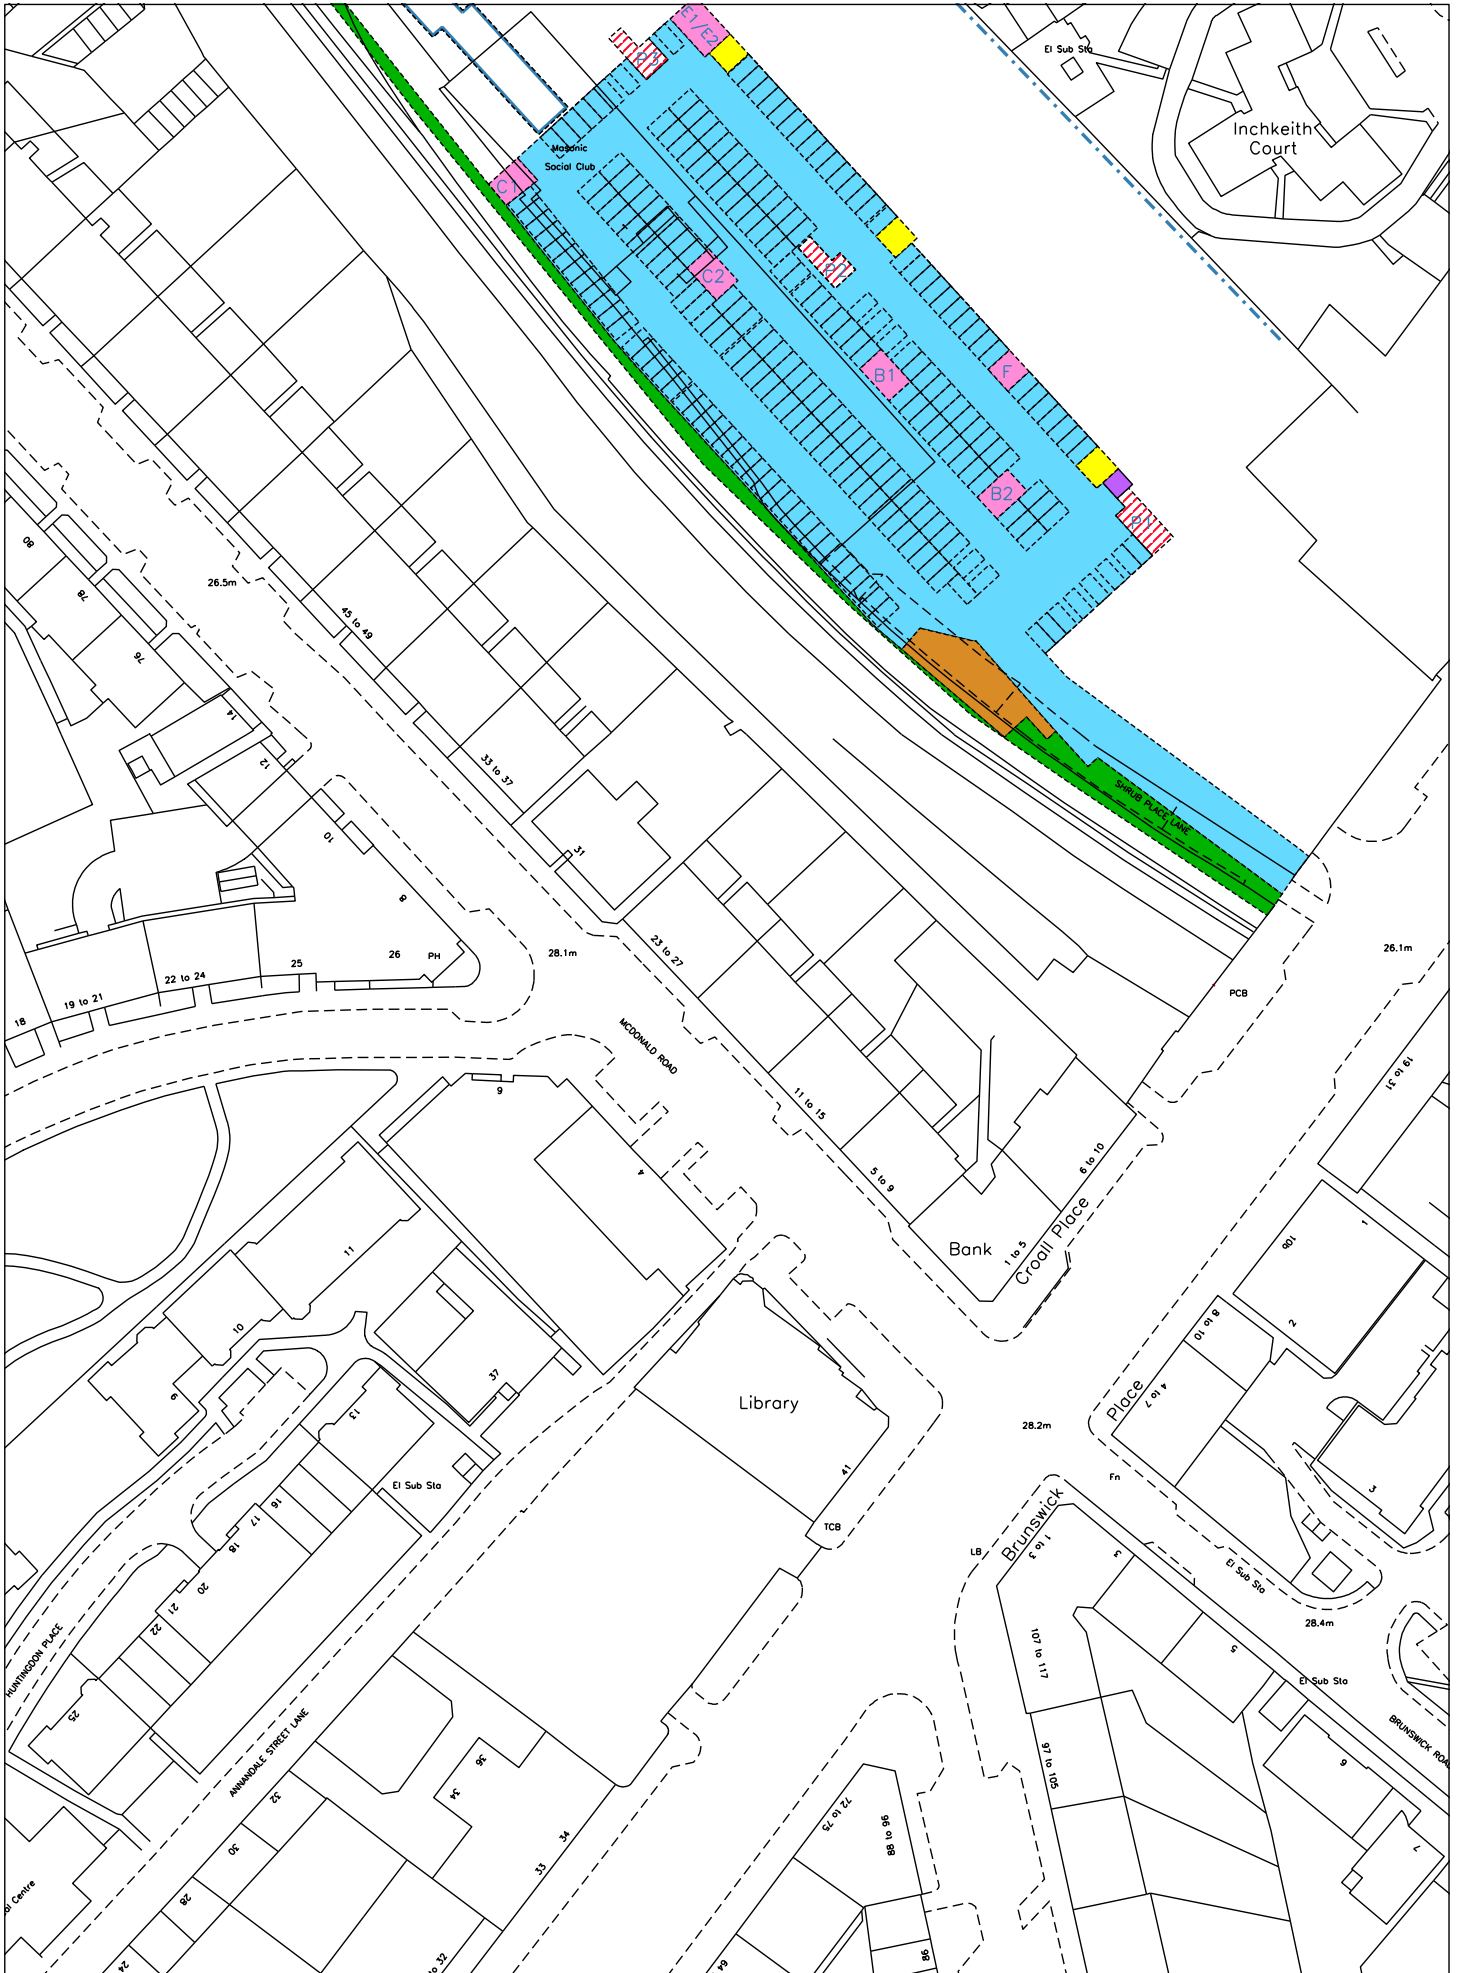 E1/E2
El Sub Sta
P3
Inchkeith
Court
Masonic
Social Club
C1
P2
C2
B1
F
B2
P1
80
78
76
26.5m
45 to 49
14
12
10
8
33 to 37
31
SHRUB PLACE LANE
23 to 27
26.1m
28.1m
PCB
18
19 to 21
22 to 24
25
26
PH
MCDONALD ROAD
9
4
11 to 15
5 to 9
6 to 10
19 to 31
Bank
1 to 5
Croall Place
11
10
9
37
13
El Sub Sta
16
17
18
20
21
22
25
Library
41
TCB
28.2m
Place
Brunswick
Fn
LB
1 to 3
3
1
10b
2
8 to 10
4 to 7
3
El Sub Sta
28.4m
5
El Sub Sta
107 to 117
97 to 105
BRUNSWICK ROA
HUNTINGDON PLACE
ANNANDALE STREET LANE
36
34
32
30
28
24
34
33
to 32
72 to 75
88 to 96
86
64
6
7
Centre